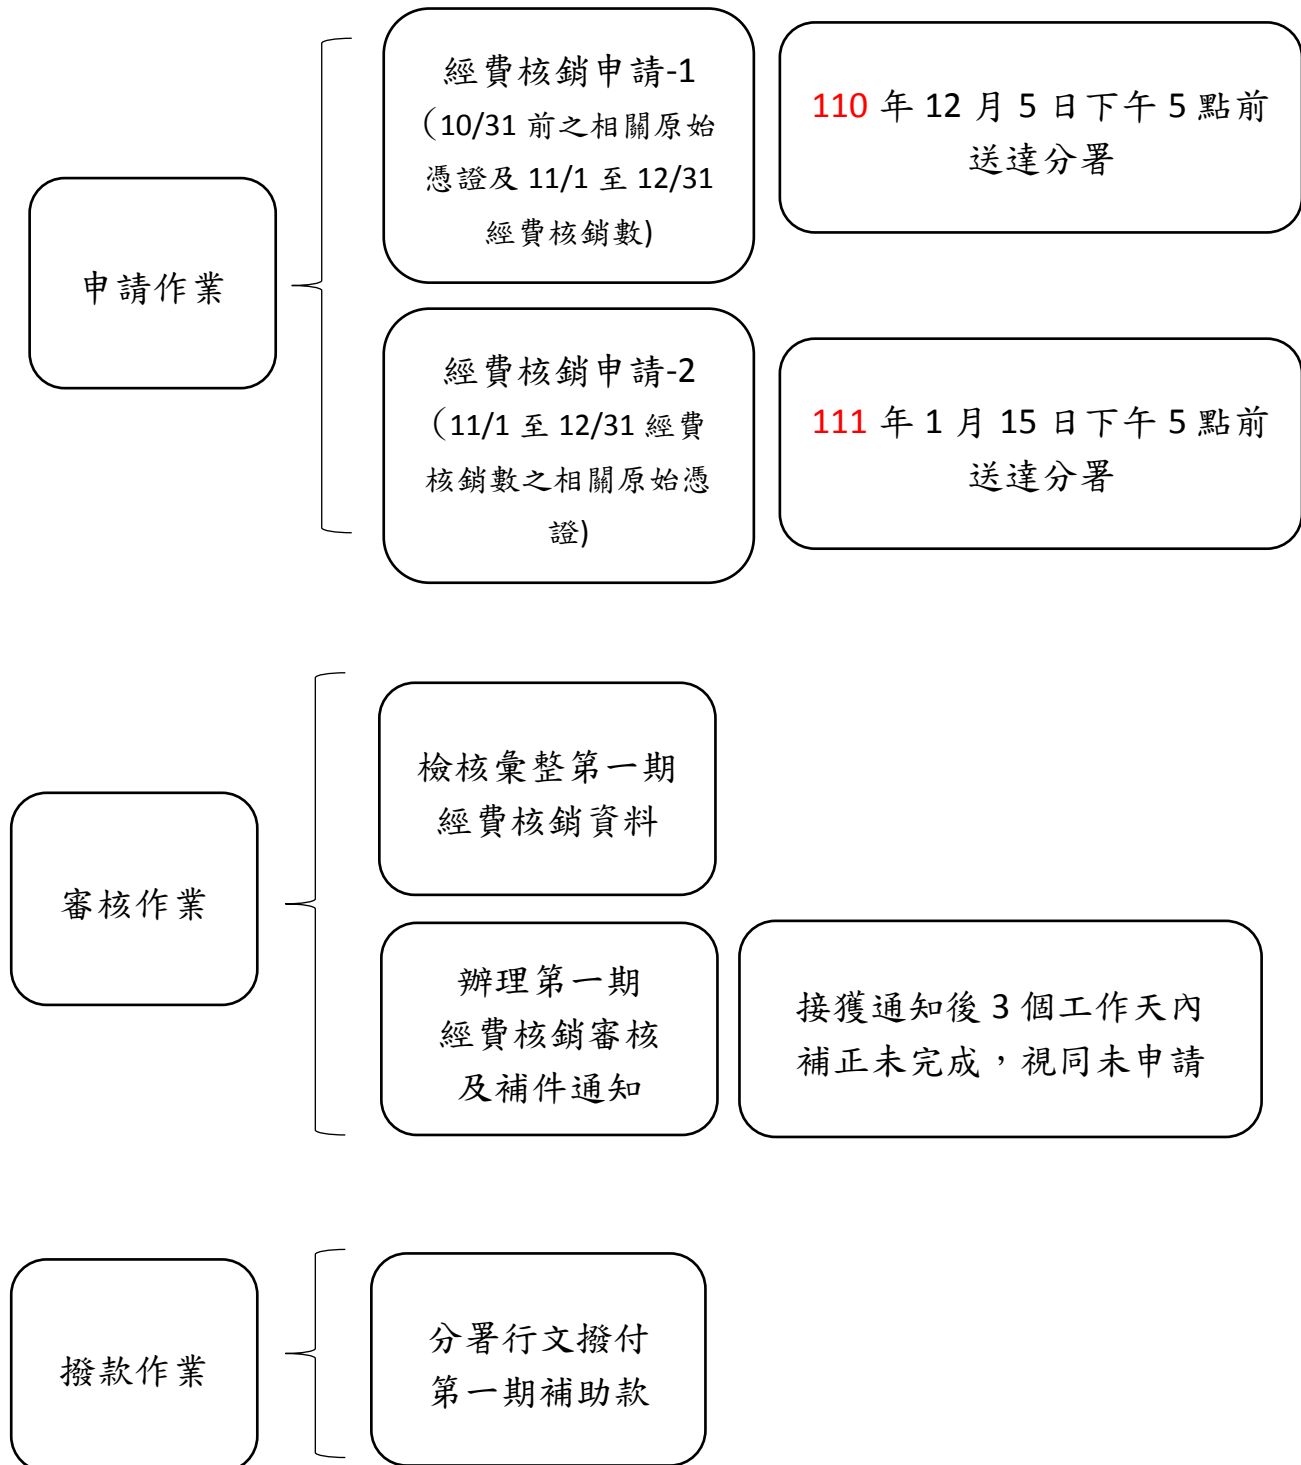 申請作業
經費核銷申請-1
（10/31 前之相關原始
憑證及 11/1 至 12/31
經費核銷數)
110 年 12 月 5 日下午 5 點前
送達分署
經費核銷申請-2
（11/1 至 12/31 經費
核銷數之相關原始憑
證)
111 年 1 月 15 日下午 5 點前
送達分署
審核作業
檢核彙整第一期
經費核銷資料
辦理第一期
經費核銷審核
及補件通知
接獲通知後 3 個工作天內
補正未完成，視同未申請
撥款作業
分署行文撥付
第一期補助款